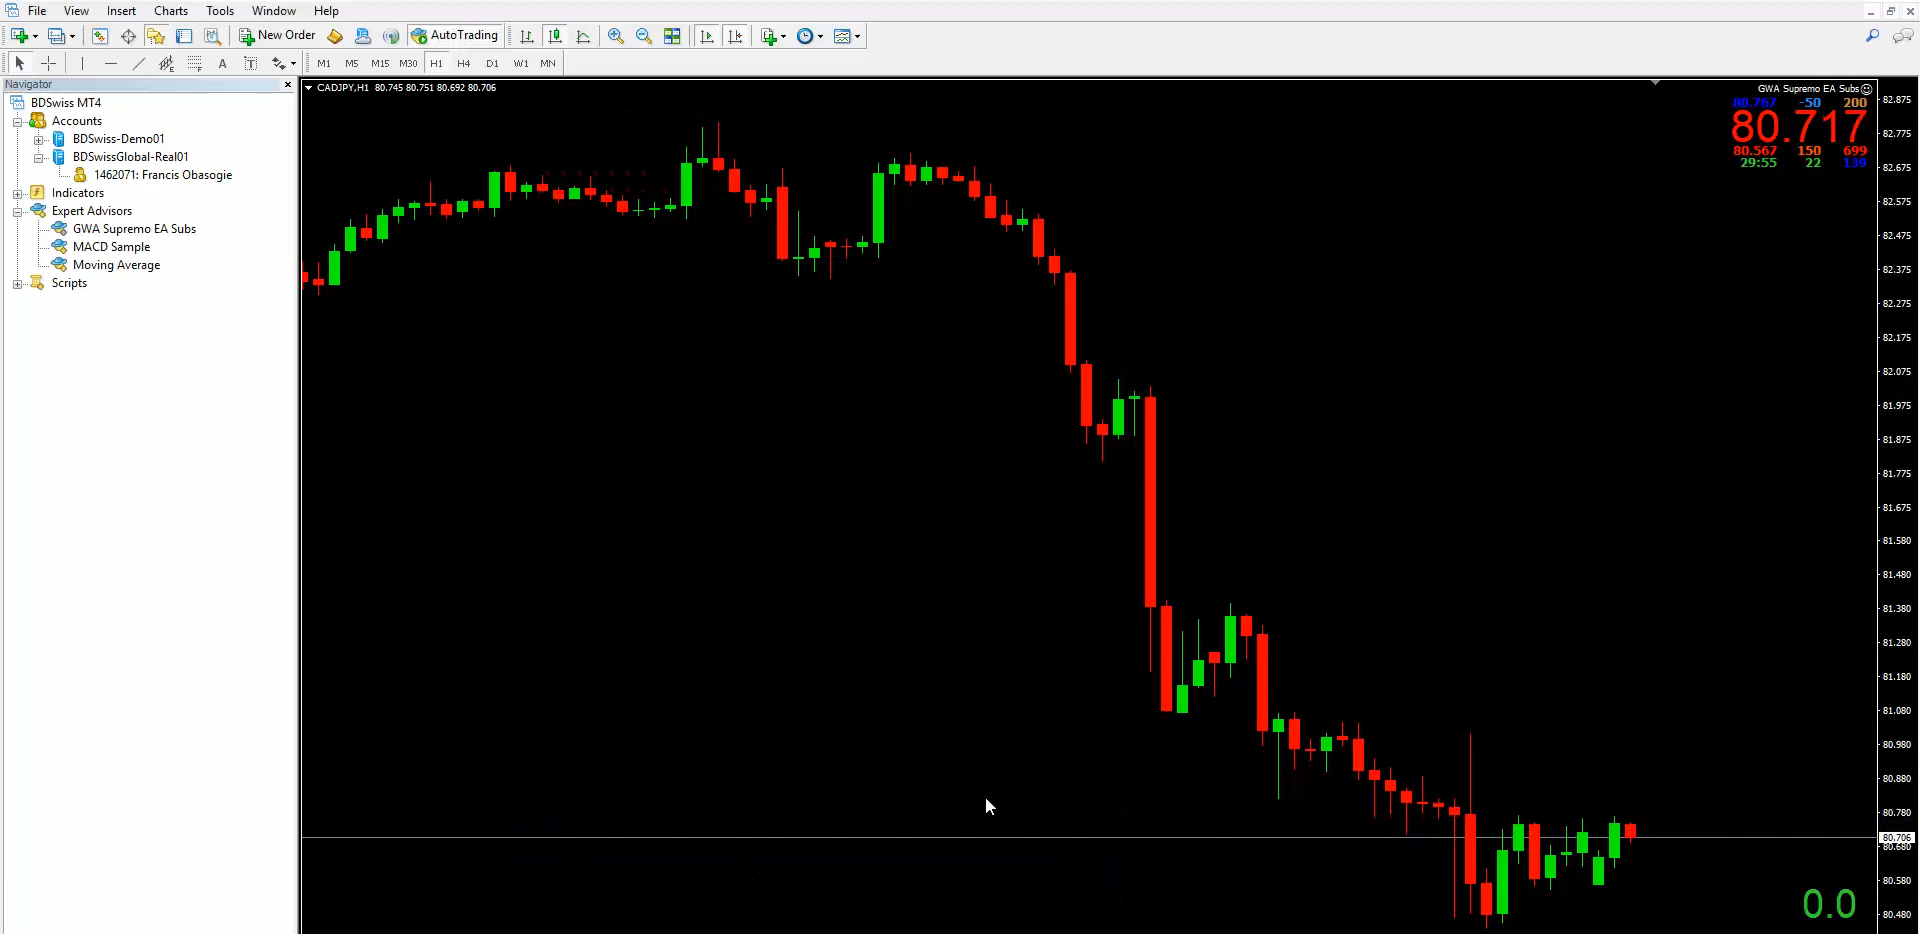 File View Insert Charts Tools Window Help
New Order AutoTrading
A T M1 M5 M15 M30 H1 H4 D1 W1 MN
Navigator
BDSwiss MT4
Accounts
BDSwiss-Demo01
BDSwissGlobal-Real01
1462071: Francis Obasogie
Indicators
Expert Advisors
GWA Supremo EA Subs
MACD Sample
Moving Average
Scripts
CADJPY,H1 80.745 80.751 80.692 80.706
GWA Supremo EA Subs
80.767 -50 200
80.717
80.567 150 699
29:55 22 139
82.875
82.775
82.675
82.575
82.475
82.375
82.275
82.175
82.075
81.975
81.875
81.775
81.675
81.580
81.480
81.380
81.280
81.180
81.080
80.980
80.880
80.780
80.706
80.680
80.580
80.480
0.0